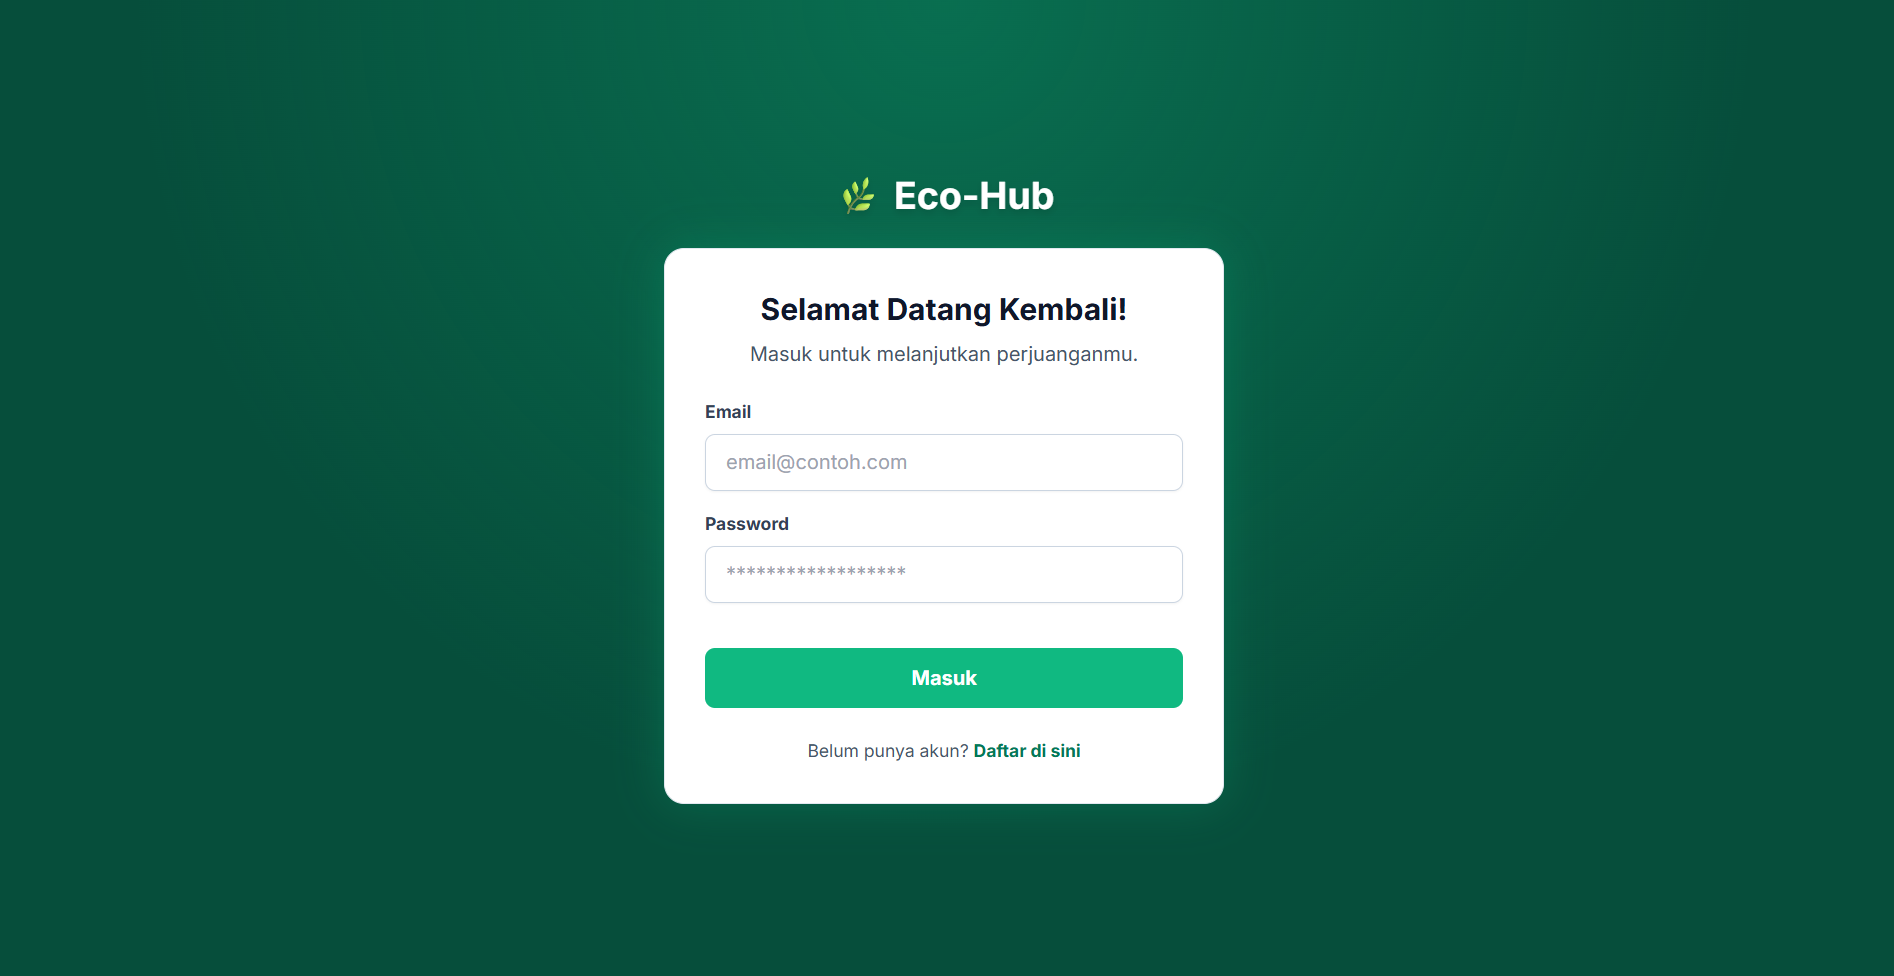 Eco-Hub
Selamat Datang Kembali!
Masuk untuk melanjutkan perjuanganmu.
Email
email@contoh.com
Password
******************
Masuk
Belum punya akun? Daftar di sini